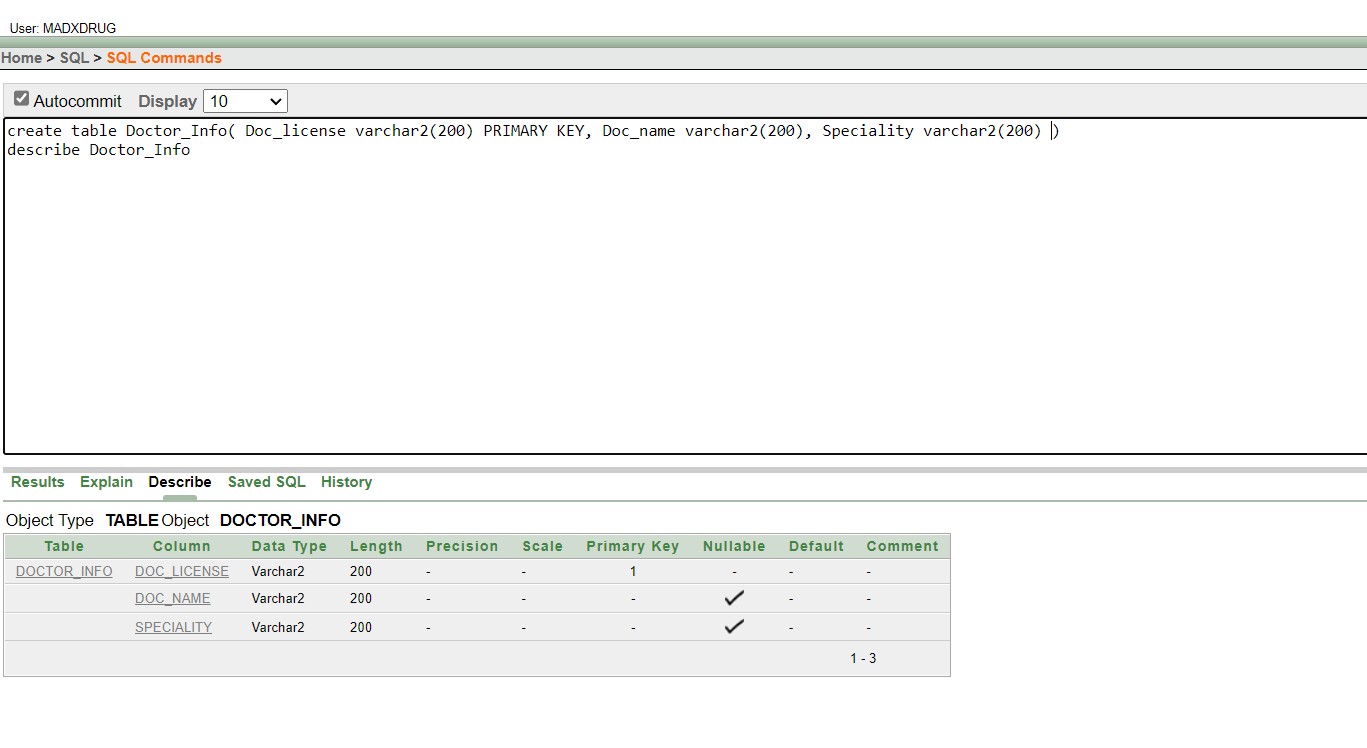 User: MADXDRUG
Home > SQL > SQL Commands
Autocommit Display 10
create table Doctor_Info( Doc_license varchar2(200) PRIMARY KEY, Doc_name varchar2(200), Speciality varchar2(200) )
describe Doctor_Info
Results Explain Describe Saved SQL History
Object Type TABLE Object DOCTOR_INFO
Table Column Data Type Length Precision Scale Primary Key Nullable Default Comment
DOCTOR_INFO DOC_LICENSE Varchar2 200 - - 1 - - -
DOC_NAME Varchar2 200 - - - - -
SPECIALITY Varchar2 200 - - - - -
1 - 3